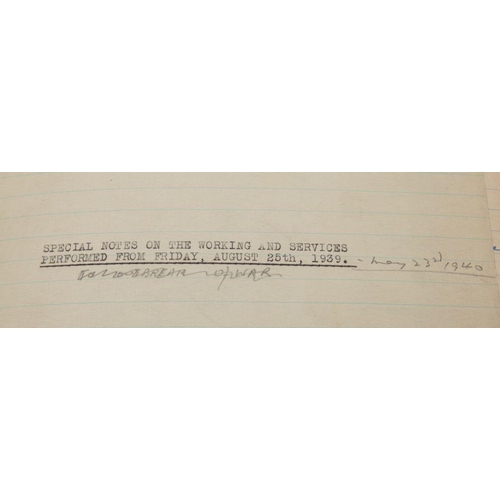 SPECIAL NOTES ON THE WORKING AND SERVICES
PERFORMED FROM FRIDAY, AUGUST 25th, 1939. - May 23rd 1940